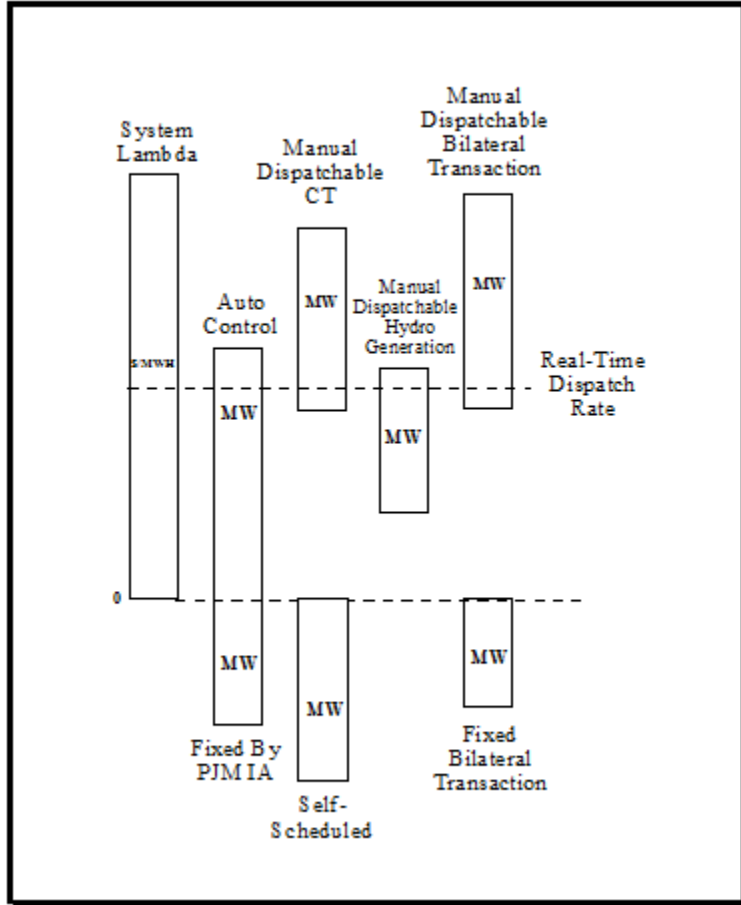 System
Lambda
Manual
Dispatchable
CT
Manual
Dispatchable
Bilateral
Transaction
Auto
Control
Manual
Dispatchable
Hydro
Generation
MW
MW
$/MWH
MW
MW
Real-Time
Dispatch
Rate
0
MW
MW
MW
Fixed By
PJM IA
Self-
Scheduled
Fixed
Bilateral
Transaction